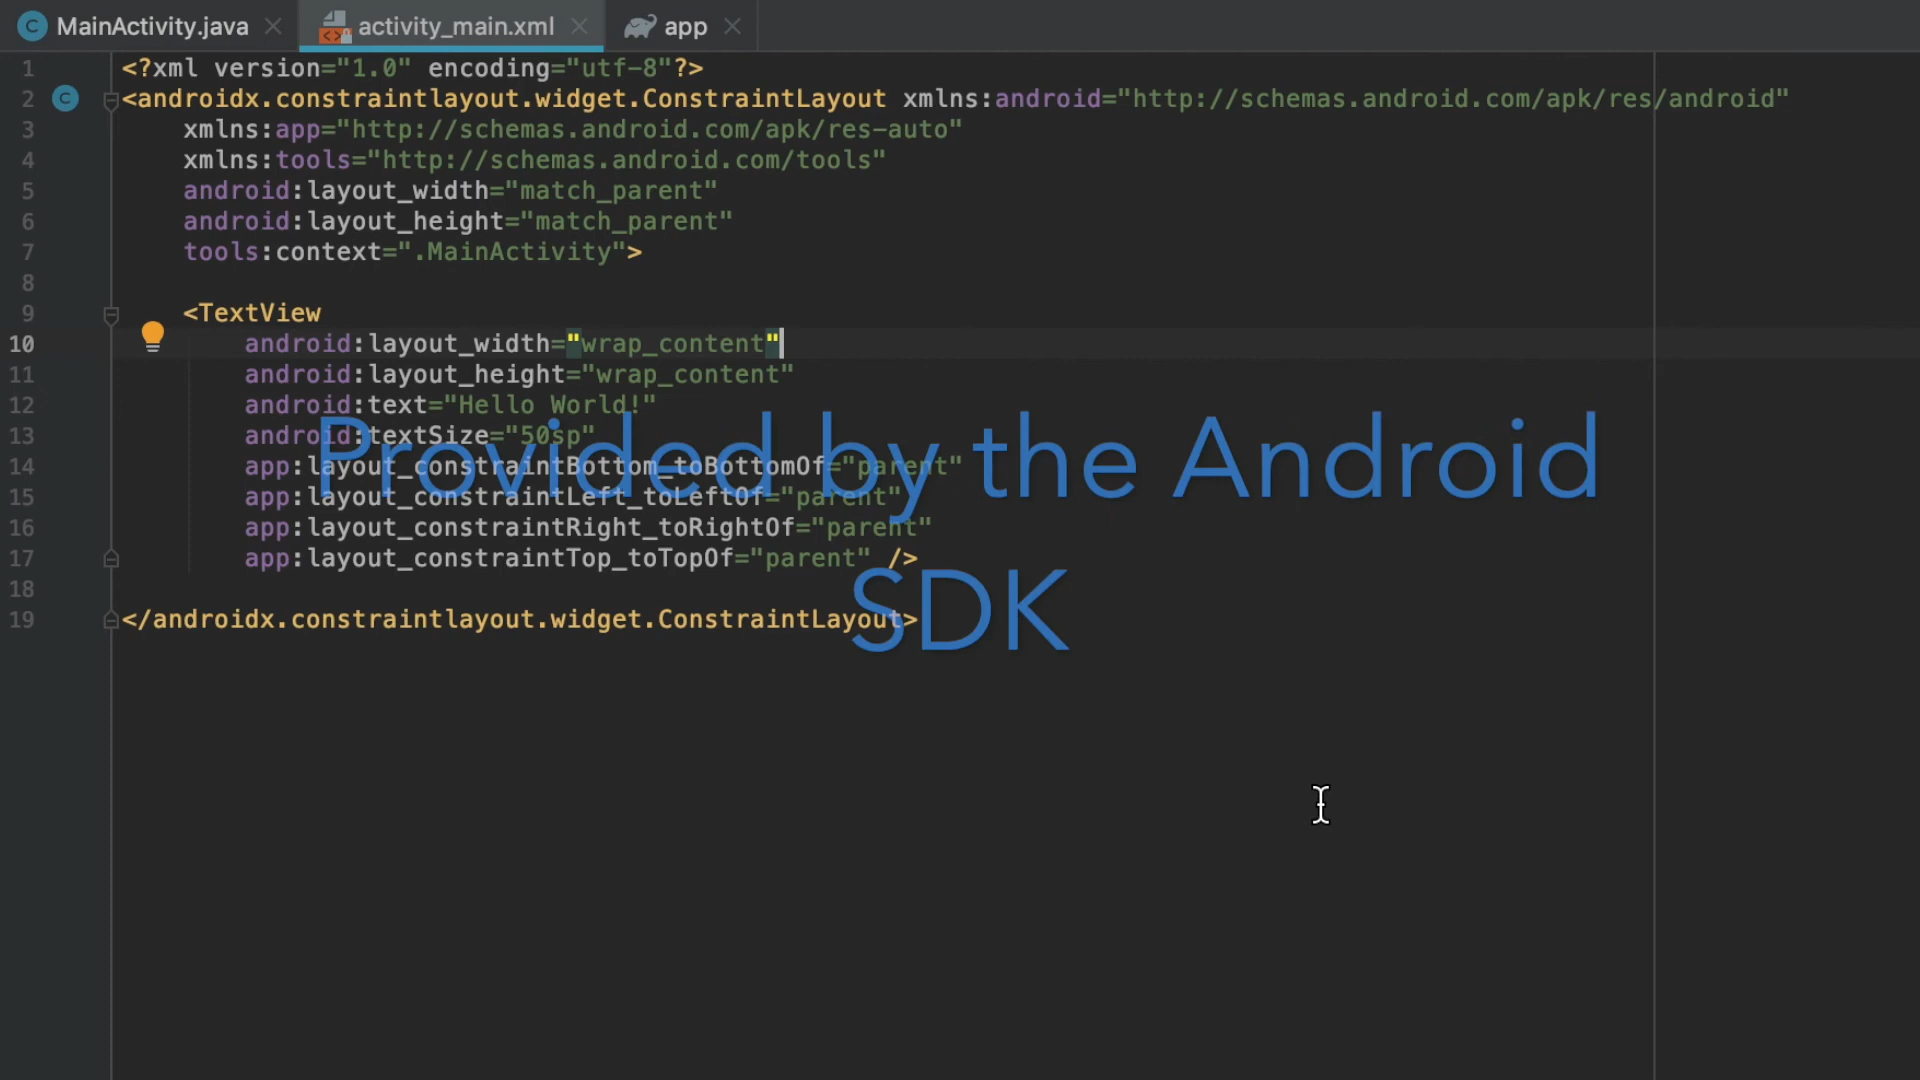 MainActivity.java activity_main.xml app
1 <?xml version="1.0" encoding="utf-8"?>
2 <androidx.constraintlayout.widget.ConstraintLayout xmlns:android="http://schemas.android.com/apk/res/android"
3 xmlns:app="http://schemas.android.com/apk/res-auto"
4 xmlns:tools="http://schemas.android.com/tools"
5 android:layout_width="match_parent"
6 android:layout_height="match_parent"
7 tools:context=".MainActivity">
8
9 <TextView
10 android:layout_width="wrap_content"
11 android:layout_height="wrap_content"
12 android:text="Hello World!"
13 android:textSize="50sp"
14 app:layout_constraintBottom_toBottomOf="parent"
15 app:layout_constraintLeft_toLeftOf="parent"
16 app:layout_constraintRight_toRightOf="parent"
17 app:layout_constraintTop_toTopOf="parent" />
18
19 </androidx.constraintlayout.widget.ConstraintLayout>
Provided by the Android
SDK